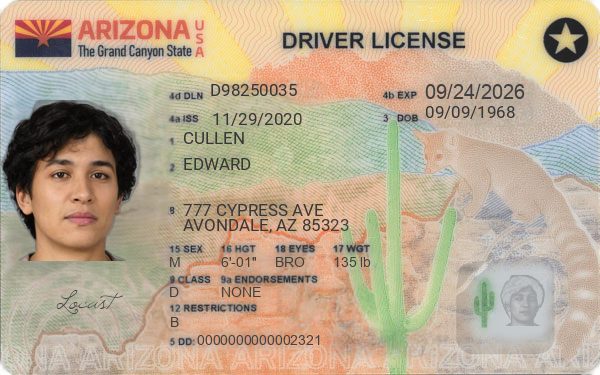 ARIZONA USA
The Grand Canyon State
DRIVER LICENSE
4d DLN D98250035
4b EXP 09/24/2026
4a ISS 11/29/2020
3 DOB 09/09/1968
1 CULLEN
2 EDWARD
8 777 CYPRESS AVE
AVONDALE, AZ 85323
15 SEX 16 HGT 18 EYES 17 WGT
M 6'-01" BRO 135 lb
9 CLASS 9a ENDORSEMENTS
D NONE
12 RESTRICTIONS
B
5 DD: 0000000000002321
Locust
ARIZONA ARIZONA ARIZONA ARIZONA